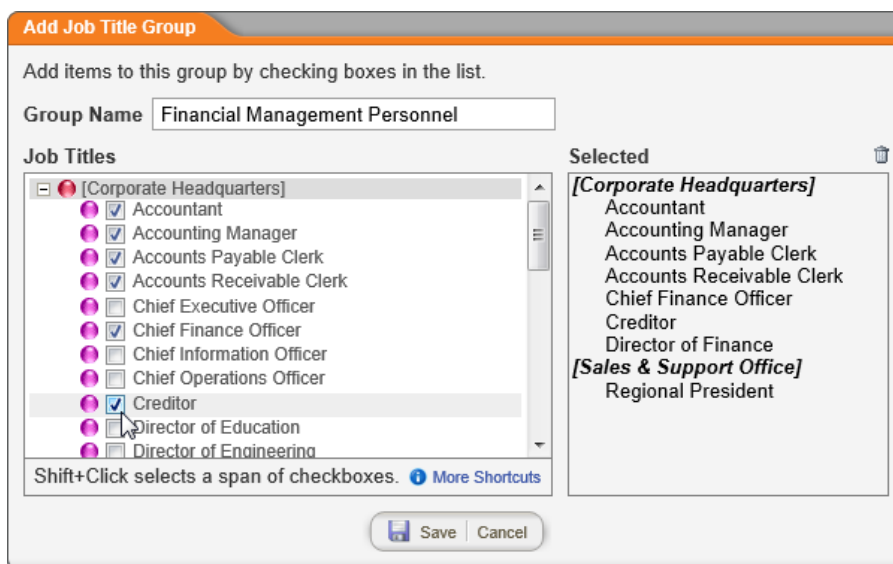 Add Job Title Group
Add items to this group by checking boxes in the list.
Group Name Financial Management Personnel
Job Titles
[Corporate Headquarters]
Accountant
Accounting Manager
Accounts Payable Clerk
Accounts Receivable Clerk
Chief Executive Officer
Chief Finance Officer
Chief Information Officer
Chief Operations Officer
Creditor
Director of Education
Director of Engineering
Shift+Click selects a span of checkboxes. More Shortcuts
Selected
[Corporate Headquarters]
Accountant
Accounting Manager
Accounts Payable Clerk
Accounts Receivable Clerk
Chief Finance Officer
Creditor
Director of Finance
[Sales & Support Office]
Regional President
Save Cancel